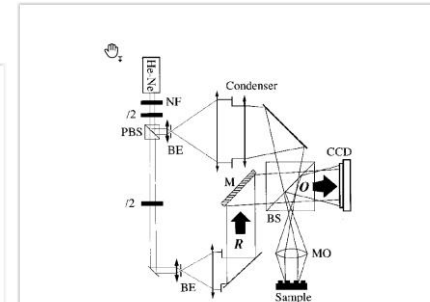 He-Ne
NF
/2
PBS
BE
Condenser
CCD
M
O
BS
/2
R
MO
BE
Sample